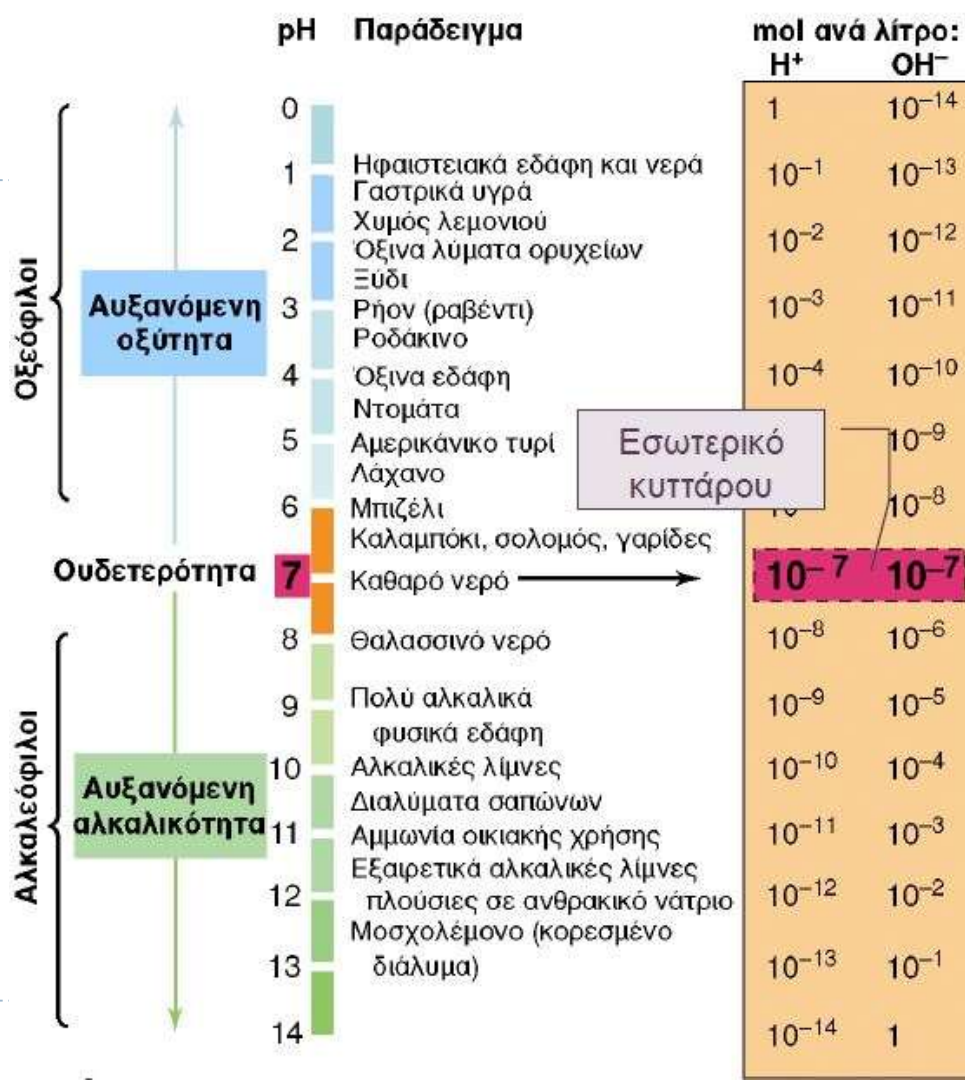 pH Παράδειγμα mol ανά λίτρο:
H⁺ OH⁻
0 1 10⁻¹⁴
Ηφαιστειακά εδάφη και νερά
1 10⁻¹ 10⁻¹³
Γαστρικά υγρά
Χυμός λεμονιού
2 10⁻² 10⁻¹²
Όξινα λύματα ορυχείων
Ξύδι
Οξεόφιλοι
Αυξανόμενη
οξύτητα
3 Ρήον (ραβέντι) 10⁻³ 10⁻¹¹
Ροδάκινο
4 Όξινα εδάφη 10⁻⁴ 10⁻¹⁰
Ντομάτα
5 Αμερικάνικο τυρί 10⁻⁹
Εσωτερικό
κυττάρου
Λάχανο
6 Μπιζέλι 10⁻⁸
Καλαμπόκι, σολομός, γαρίδες
Ουδετερότητα 7 Καθαρό νερό 10⁻⁷ 10⁻⁷
8 Θαλασσινό νερό 10⁻⁸ 10⁻⁶
9 Πολύ αλκαλικά 10⁻⁹ 10⁻⁵
φυσικά εδάφη
10 Αλκαλικές λίμνες 10⁻¹⁰ 10⁻⁴
Αλκαλεόφιλοι
Αυξανόμενη
αλκαλικότητα
Διαλύματα σαπώνων
11 Αμμωνία οικιακής χρήσης 10⁻¹¹ 10⁻³
Εξαιρετικά αλκαλικές λίμνες
12 πλούσιες σε ανθρακικό νάτριο 10⁻¹² 10⁻²
Μοσχολέμονο (κορεσμένο
13 διάλυμα) 10⁻¹³ 10⁻¹
14 10⁻¹⁴ 1